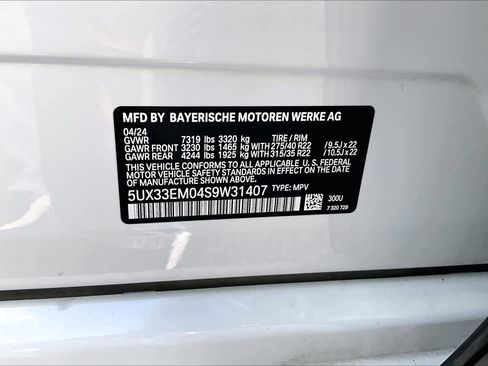 MFD BY BAYERISCHE MOTOREN WERKE AG
04/24
GVWR 7319 lbs 3320 kg TIRE / RIM
GAWR FRONT 3230 lbs 1465 kg 275/40 R22 / 9.5J x 22
GAWR REAR 4244 lbs 1925 kg 315/35 R22 / 10.5J x 22
THIS VEHICLE CONFORMS TO ALL APPLICABLE U. S. FEDERAL
MOTOR VEHICLE SAFETY STANDARDS IN EFFECT ON THE
DATE OF MANUFACTURE SHOWN ABOVE.
5UX33EM04S9W31407 TYPE: MPV
300U
7 320 729